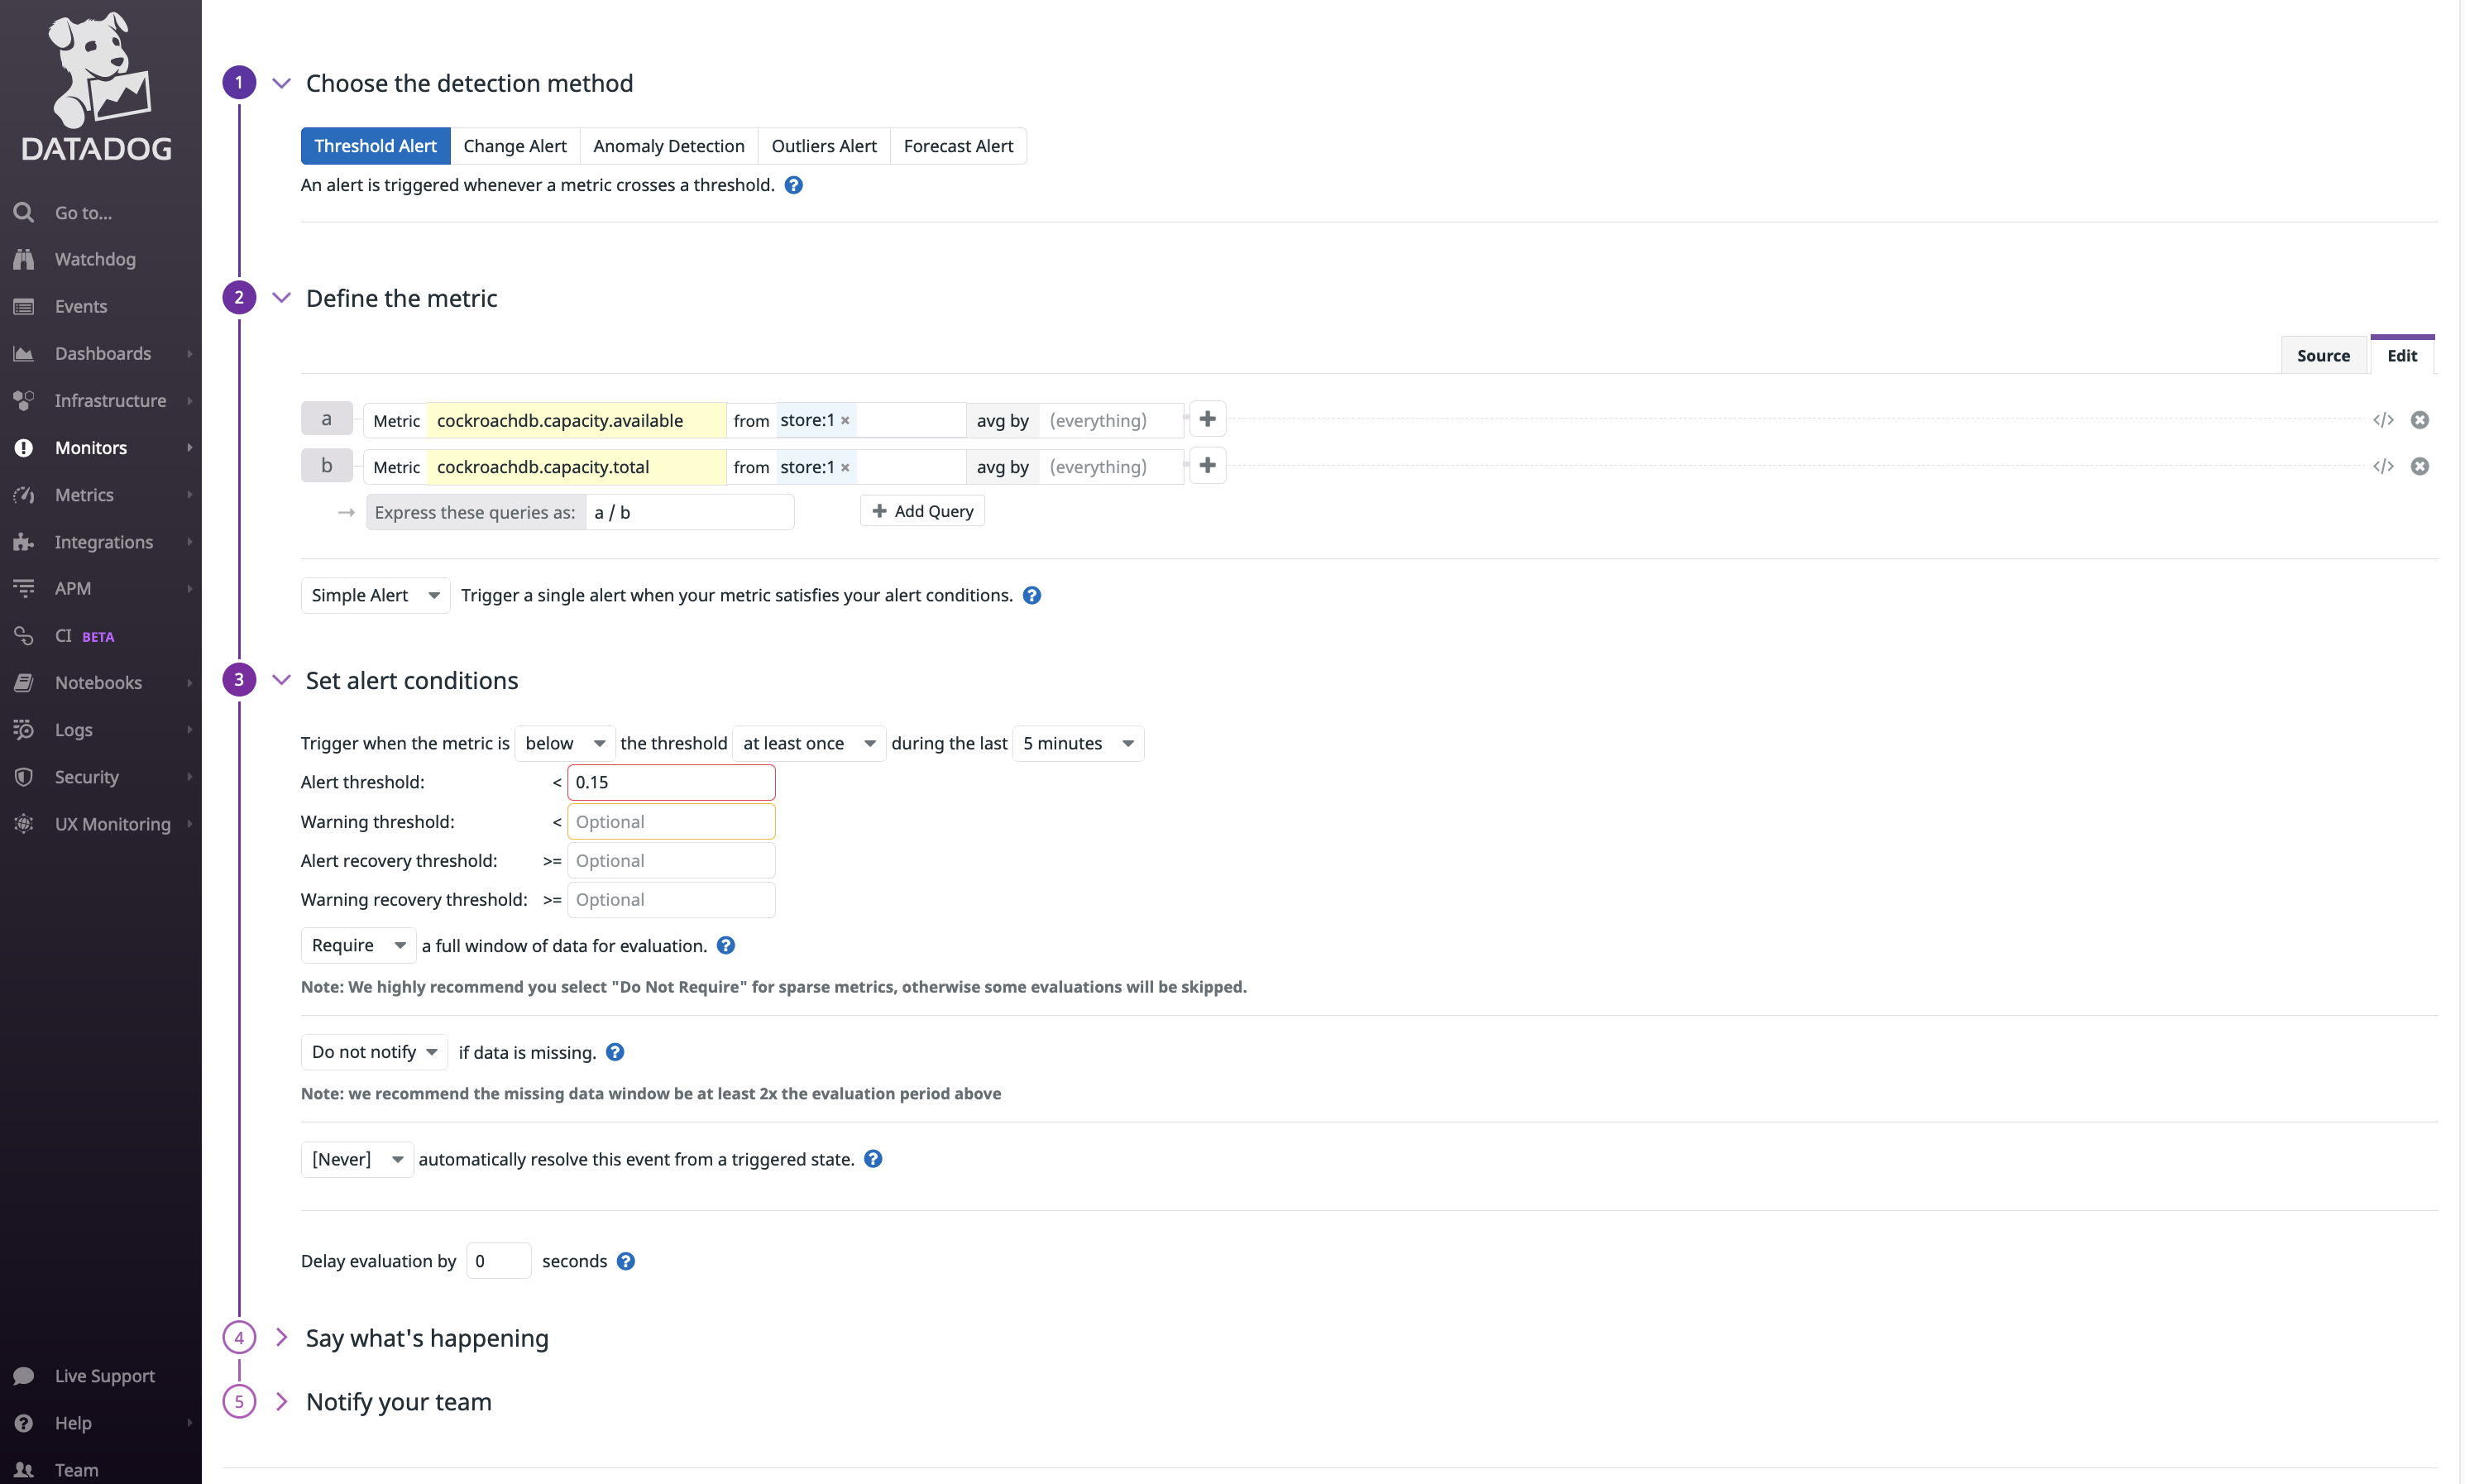 DATADOG
Go to...
Watchdog
Events
Dashboards
Infrastructure
Monitors
Metrics
Integrations
APM
CI BETA
Notebooks
Logs
Security
UX Monitoring
Live Support
Help
Team
1 Choose the detection method
Threshold Alert Change Alert Anomaly Detection Outliers Alert Forecast Alert
An alert is triggered whenever a metric crosses a threshold. ?
2 Define the metric
Source Edit
a Metric cockroachdb.capacity.available from store:1 × avg by (everything) + </>
b Metric cockroachdb.capacity.total from store:1 × avg by (everything) + </>
→ Express these queries as: a / b + Add Query
Simple Alert Trigger a single alert when your metric satisfies your alert conditions. ?
3 Set alert conditions
Trigger when the metric is below the threshold at least once during the last 5 minutes
Alert threshold: < 0.15
Warning threshold: < Optional
Alert recovery threshold: >= Optional
Warning recovery threshold: >= Optional
Require a full window of data for evaluation. ?
Note: We highly recommend you select "Do Not Require" for sparse metrics, otherwise some evaluations will be skipped.
Do not notify if data is missing. ?
Note: we recommend the missing data window be at least 2x the evaluation period above
[Never] automatically resolve this event from a triggered state. ?
Delay evaluation by 0 seconds ?
4 Say what's happening
5 Notify your team